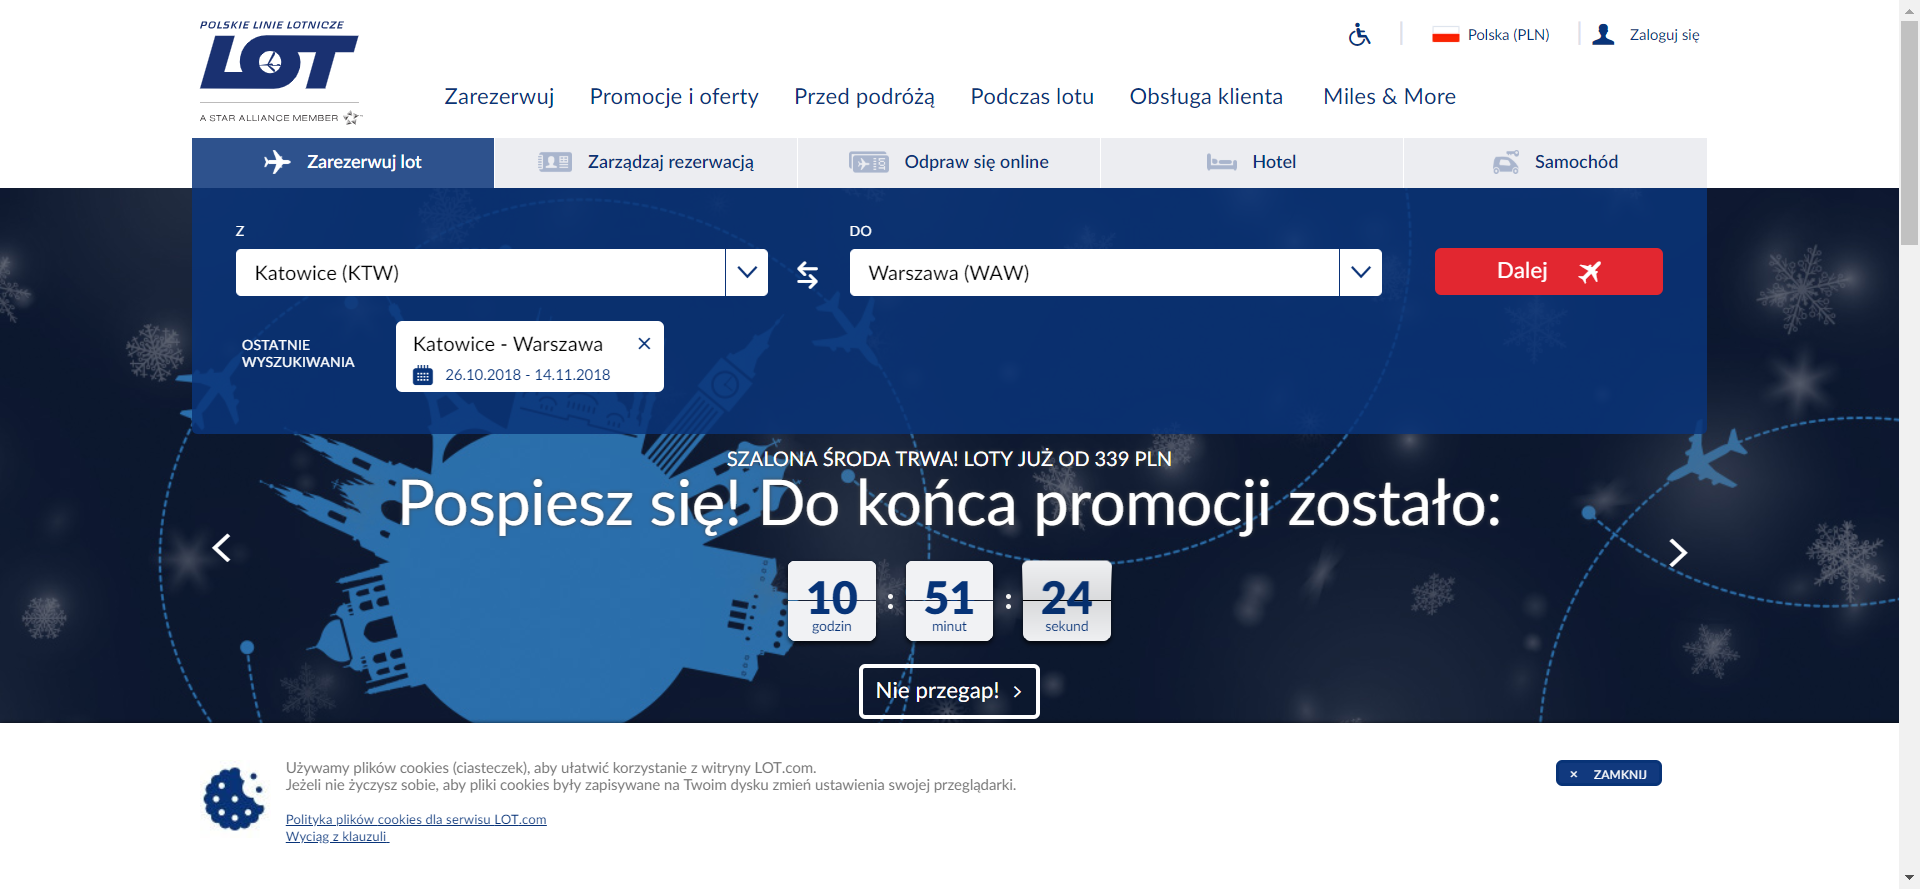 POLSKIE LINIE LOTNICZE
LOT
A STAR ALLIANCE MEMBER
Polska (PLN)
Zaloguj się
Zarezerwuj
Promocje i oferty
Przed podróżą
Podczas lotu
Obsługa klienta
Miles & More
Zarezerwuj lot
Zarządzaj rezerwacją
Odpraw się online
Hotel
Samochód
Z
DO
Katowice (KTW)
Warszawa (WAW)
Dalej
OSTATNIE
WYSZUKIWANIA
Katowice - Warszawa
26.10.2018 - 14.11.2018
SZALONA ŚRODA TRWA! LOTY JUŻ OD 339 PLN
Pospiesz się! Do końca promocji zostało:
10 : 51 : 24
godzin minut sekund
Nie przegap!
Używamy plików cookies (ciasteczek), aby ułatwić korzystanie z witryny LOT.com.
Jeżeli nie życzysz sobie, aby pliki cookies były zapisywane na Twoim dysku zmień ustawienia swojej przeglądarki.
Polityka plików cookies dla serwisu LOT.com
Wyciąg z klauzuli
× ZAMKNIJ